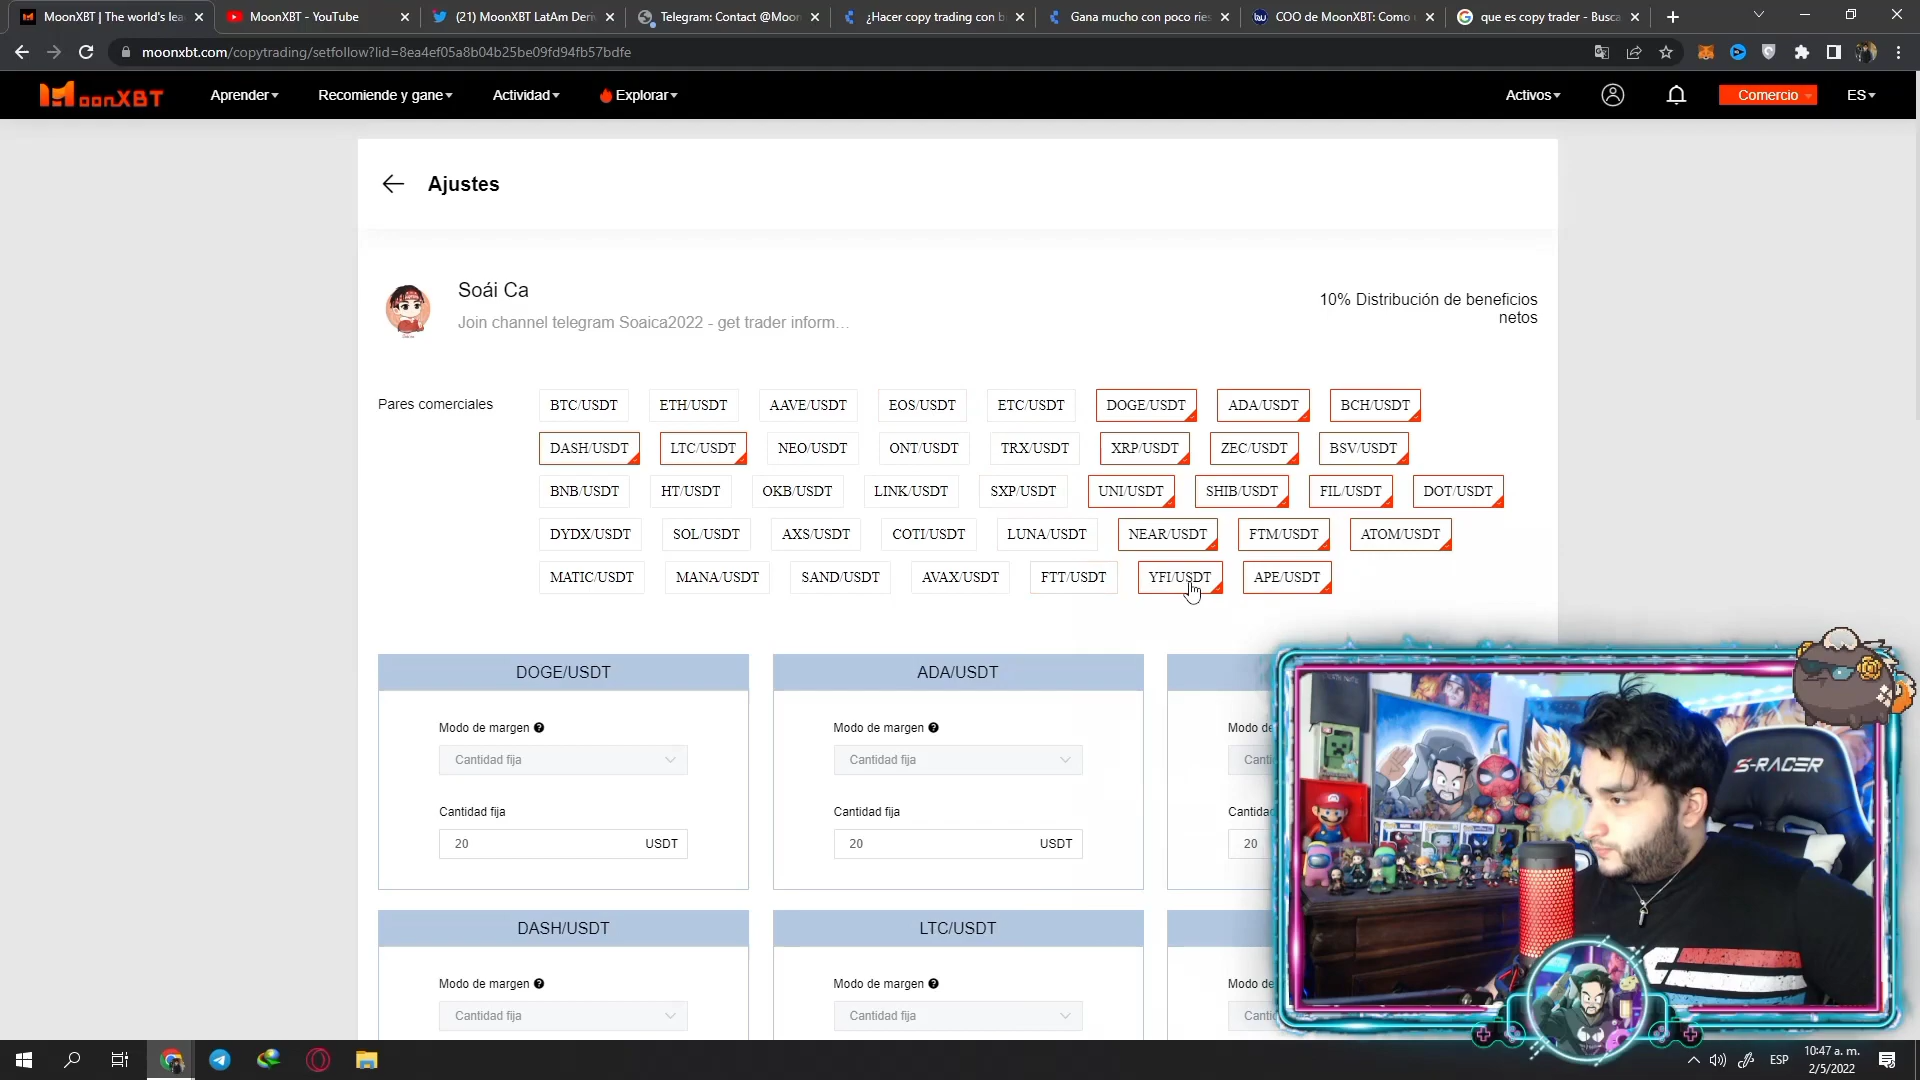 MoonXBT | The world's lea
MoonXBT - YouTube
(21) MoonXBT LatAm Deri
Telegram: Contact @Moon
¿Hacer copy trading con b
Gana mucho con poco ries
COO de MoonXBT: Como
que es copy trader - Busca
moonxbt.com/copytrading/setfollow?lid=8ea4ef05a8b04b25be09fd94fb57bdfe
MoonXBT
Aprender
Recomiende y gane
Actividad
Explorar
Activos
Comercio
ES
Ajustes
Soái Ca
Join channel telegram Soaica2022 - get trader inform…
10% Distribución de beneficios
netos
Pares comerciales
BTC/USDT ETH/USDT AAVE/USDT EOS/USDT ETC/USDT DOGE/USDT ADA/USDT BCH/USDT
DASH/USDT LTC/USDT NEO/USDT ONT/USDT TRX/USDT XRP/USDT ZEC/USDT BSV/USDT
BNB/USDT HT/USDT OKB/USDT LINK/USDT SXP/USDT UNI/USDT SHIB/USDT FIL/USDT DOT/USDT
DYDX/USDT SOL/USDT AXS/USDT COTI/USDT LUNA/USDT NEAR/USDT FTM/USDT ATOM/USDT
MATIC/USDT MANA/USDT SAND/USDT AVAX/USDT FTT/USDT YFI/USDT APE/USDT
DOGE/USDT ADA/USDT
Modo de margen Modo de margen Modo de
Cantidad fija Cantidad fija Canti
Cantidad fija Cantidad fija Cantidad
20 USDT 20 USDT 20
DASH/USDT LTC/USDT
Modo de margen Modo de margen Modo de
Cantidad fija Cantidad fija Canti
S-RACER
ESP
10:47 a. m.
2/5/2022